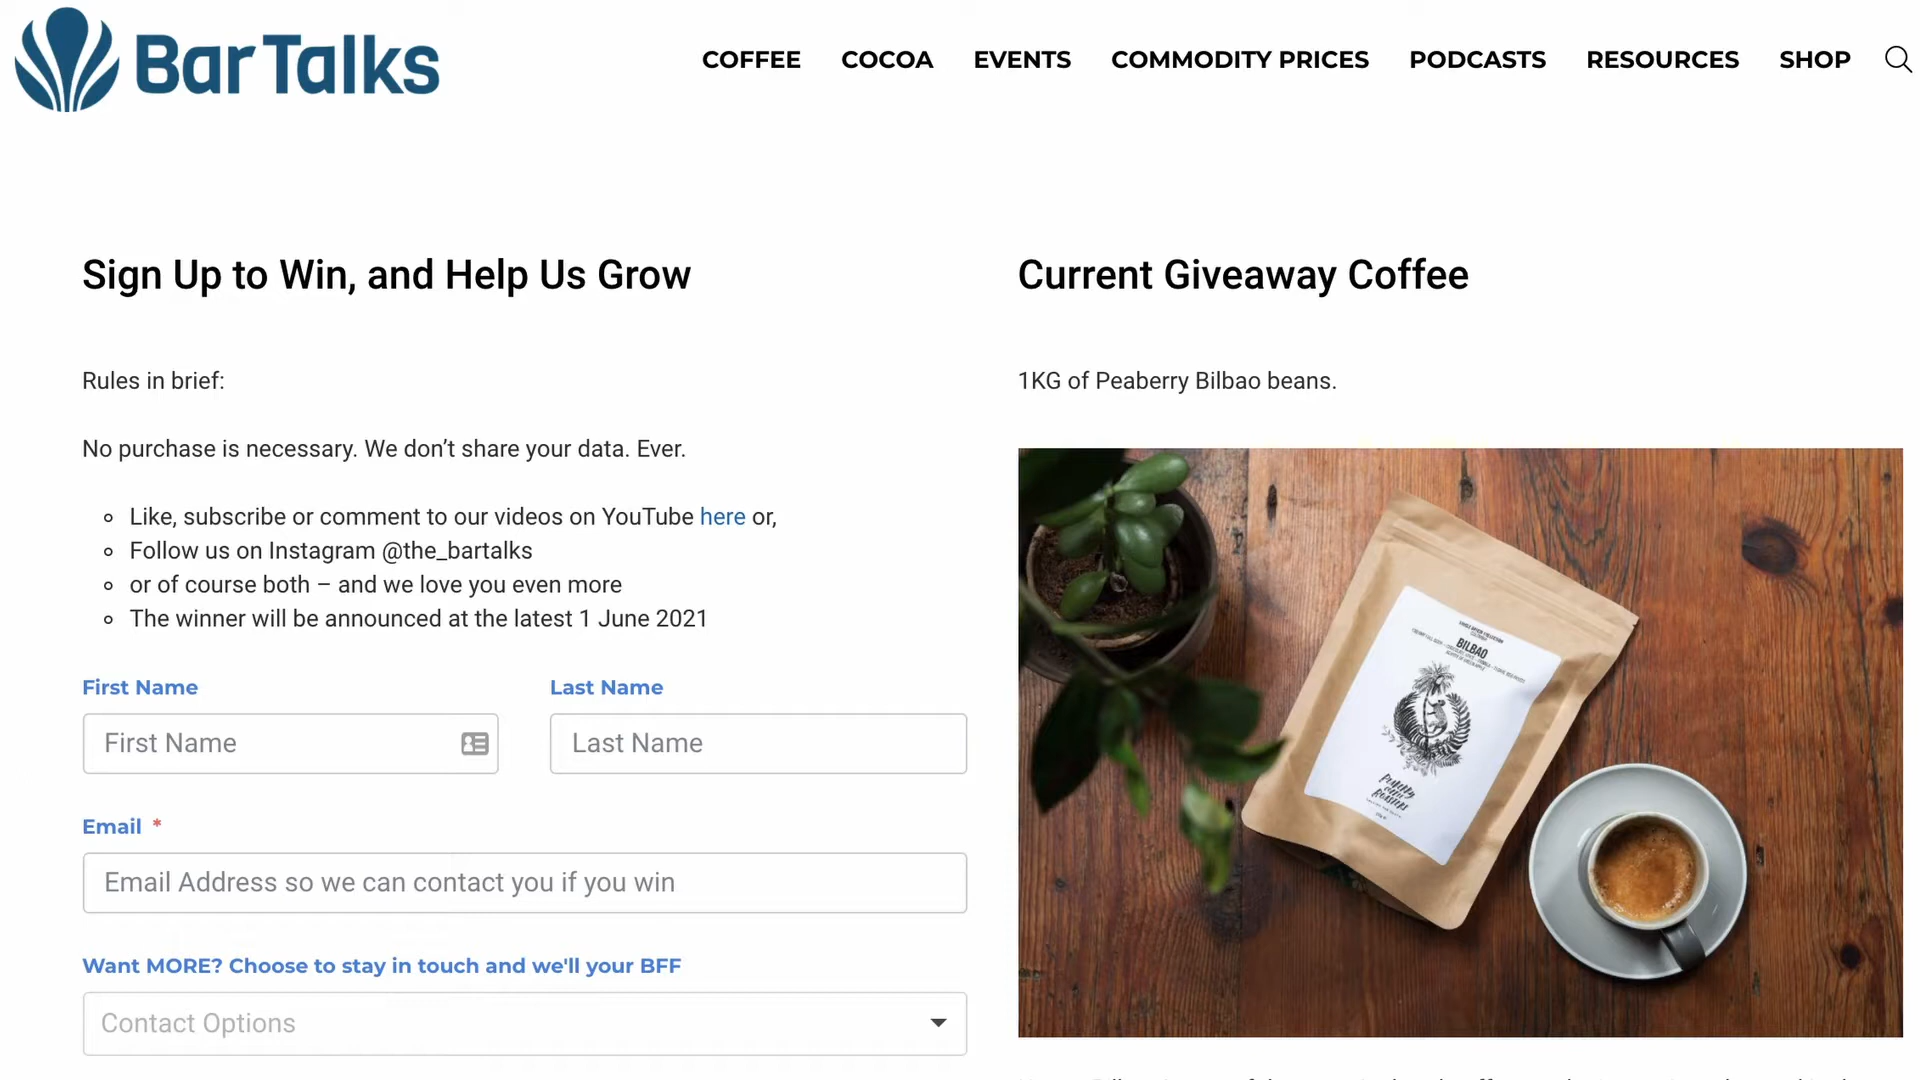 BarTalks
COFFEE COCOA EVENTS COMMODITY PRICES PODCASTS RESOURCES SHOP
Sign Up to Win, and Help Us Grow
Rules in brief:
No purchase is necessary. We don’t share your data. Ever.
Like, subscribe or comment to our videos on YouTube here or,
Follow us on Instagram @the_bartalks
or of course both – and we love you even more
The winner will be announced at the latest 1 June 2021
First Name
Last Name
First Name
Last Name
Email *
Email Address so we can contact you if you win
Want MORE? Choose to stay in touch and we'll your BFF
Contact Options
Current Giveaway Coffee
1KG of Peaberry Bilbao beans.
BILBAO
ROASTERS